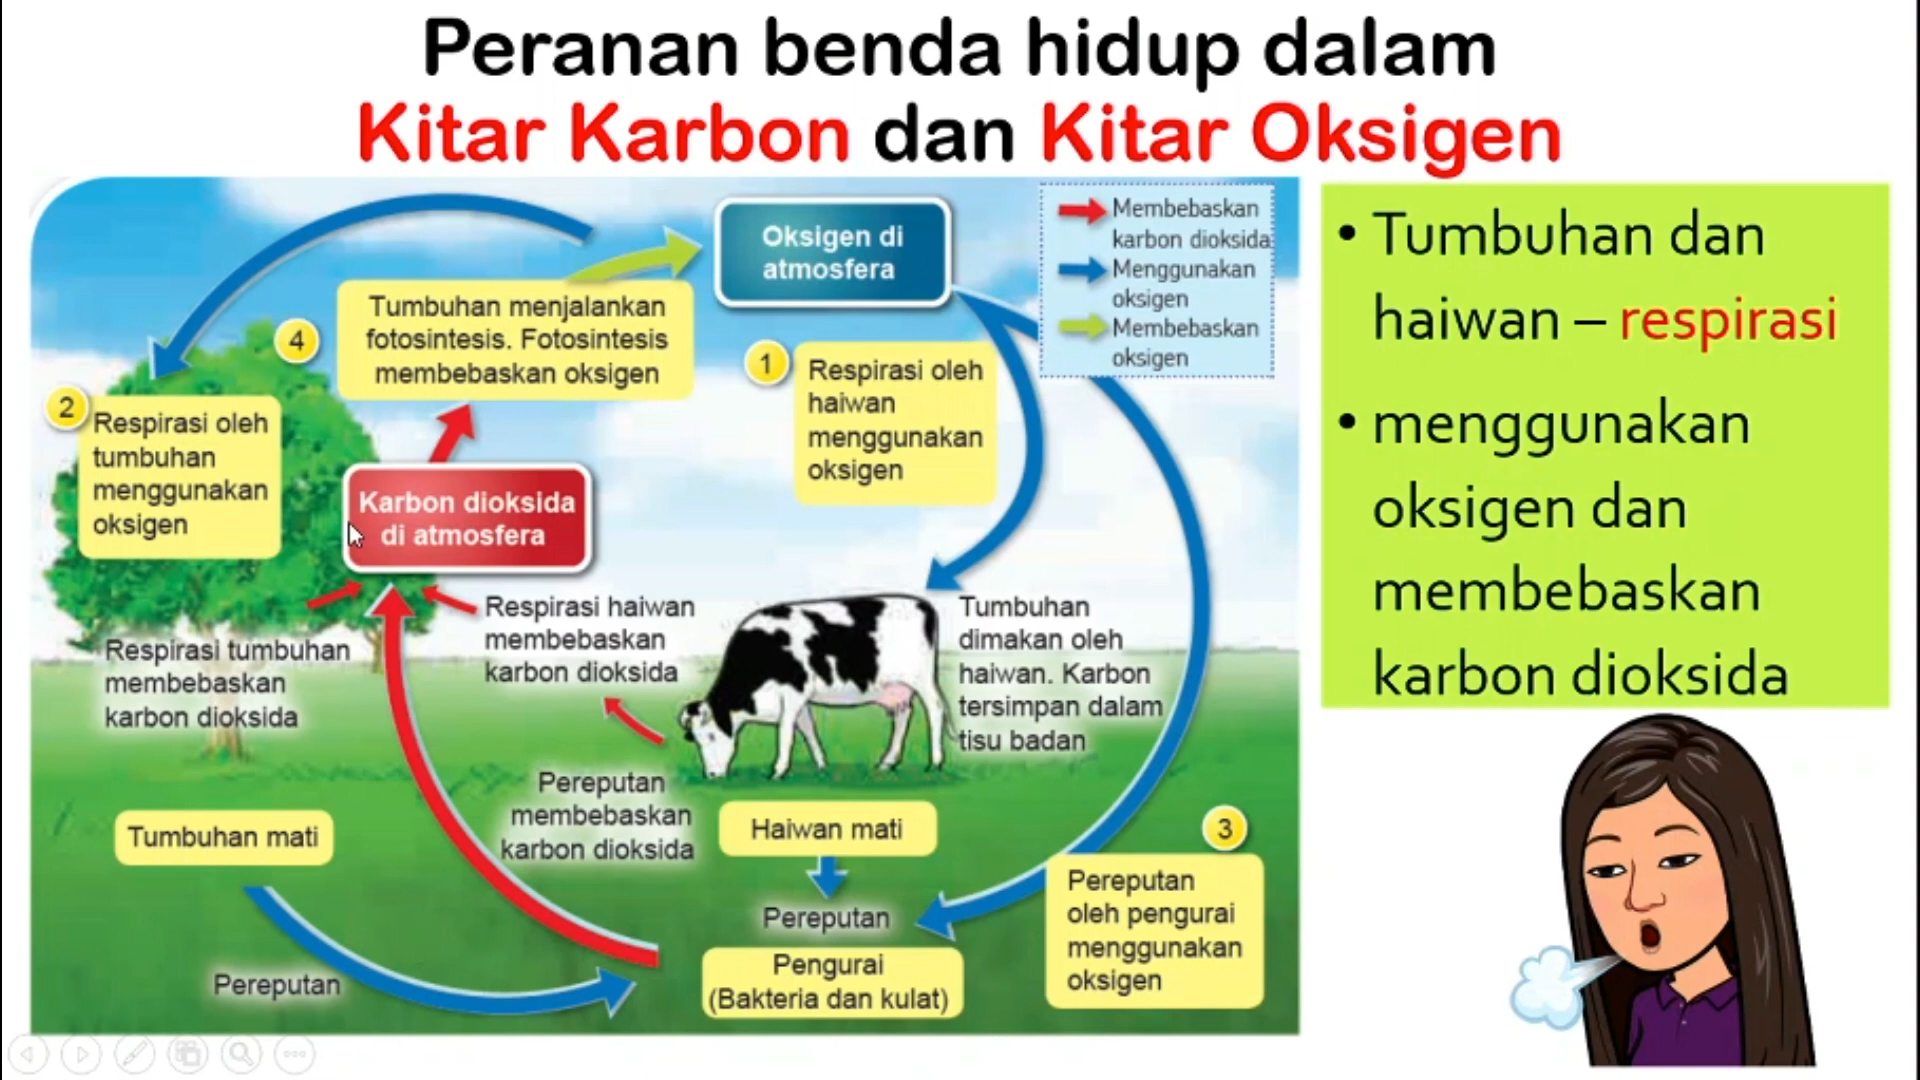 Peranan benda hidup dalam
Kitar Karbon dan Kitar Oksigen
Oksigen di
atmosfera
Membebaskan
karbon dioksida
Menggunakan
oksigen
Membebaskan
oksigen
4
Tumbuhan menjalankan
fotosintesis. Fotosintesis
membebaskan oksigen
1
Respirasi oleh
haiwan
menggunakan
oksigen
2
Respirasi oleh
tumbuhan
menggunakan
oksigen
Karbon dioksida
di atmosfera
Respirasi tumbuhan
membebaskan
karbon dioksida
Respirasi haiwan
membebaskan
karbon dioksida
Tumbuhan
dimakan oleh
haiwan. Karbon
tersimpan dalam
tisu badan
Pereputan
membebaskan
karbon dioksida
Tumbuhan mati
Haiwan mati
3
Pereputan
oleh pengurai
menggunakan
oksigen
Pereputan
Pengurai
(Bakteria dan kulat)
Pereputan
• Tumbuhan dan
haiwan – respirasi
• menggunakan
oksigen dan
membebaskan
karbon dioksida